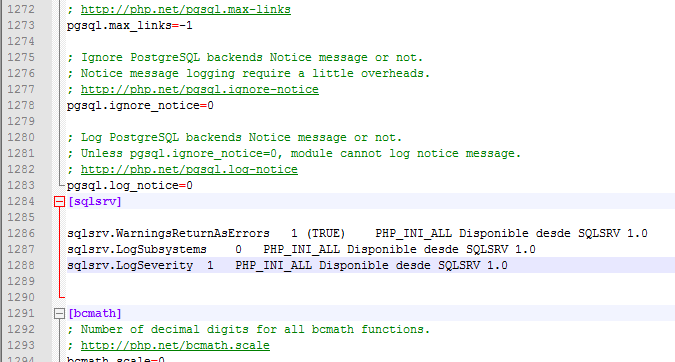 1272 ; http://php.net/pgsql.max-links
1273 pgsql.max_links=-1
1274
1275 ; Ignore PostgreSQL backends Notice message or not.
1276 ; Notice message logging require a little overheads.
1277 ; http://php.net/pgsql.ignore-notice
1278 pgsql.ignore_notice=0
1279
1280 ; Log PostgreSQL backends Notice message or not.
1281 ; Unless pgsql.ignore_notice=0, module cannot log notice message.
1282 ; http://php.net/pgsql.log-notice
1283 pgsql.log_notice=0
1284 [sqlsrv]
1285
1286 sqlsrv.WarningsReturnAsErrors 1 (TRUE) PHP_INI_ALL Disponible desde SQLSRV 1.0
1287 sqlsrv.LogSubsystems 0 PHP_INI_ALL Disponible desde SQLSRV 1.0
1288 sqlsrv.LogSeverity 1 PHP_INI_ALL Disponible desde SQLSRV 1.0
1289
1290
1291 [bcmath]
1292 ; Number of decimal digits for all bcmath functions.
1293 ; http://php.net/bcmath.scale
1294 bcmath.scale=0